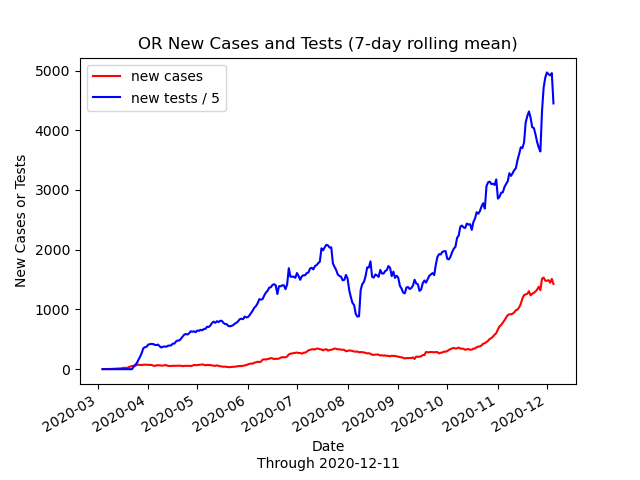 OR New Cases and Tests (7-day rolling mean)
new cases
new tests / 5
New Cases or Tests
5000
4000
3000
2000
1000
0
2020-03
2020-04
2020-05
2020-06
2020-07
2020-08
2020-09
2020-10
2020-11
2020-12
Date
Through 2020-12-11